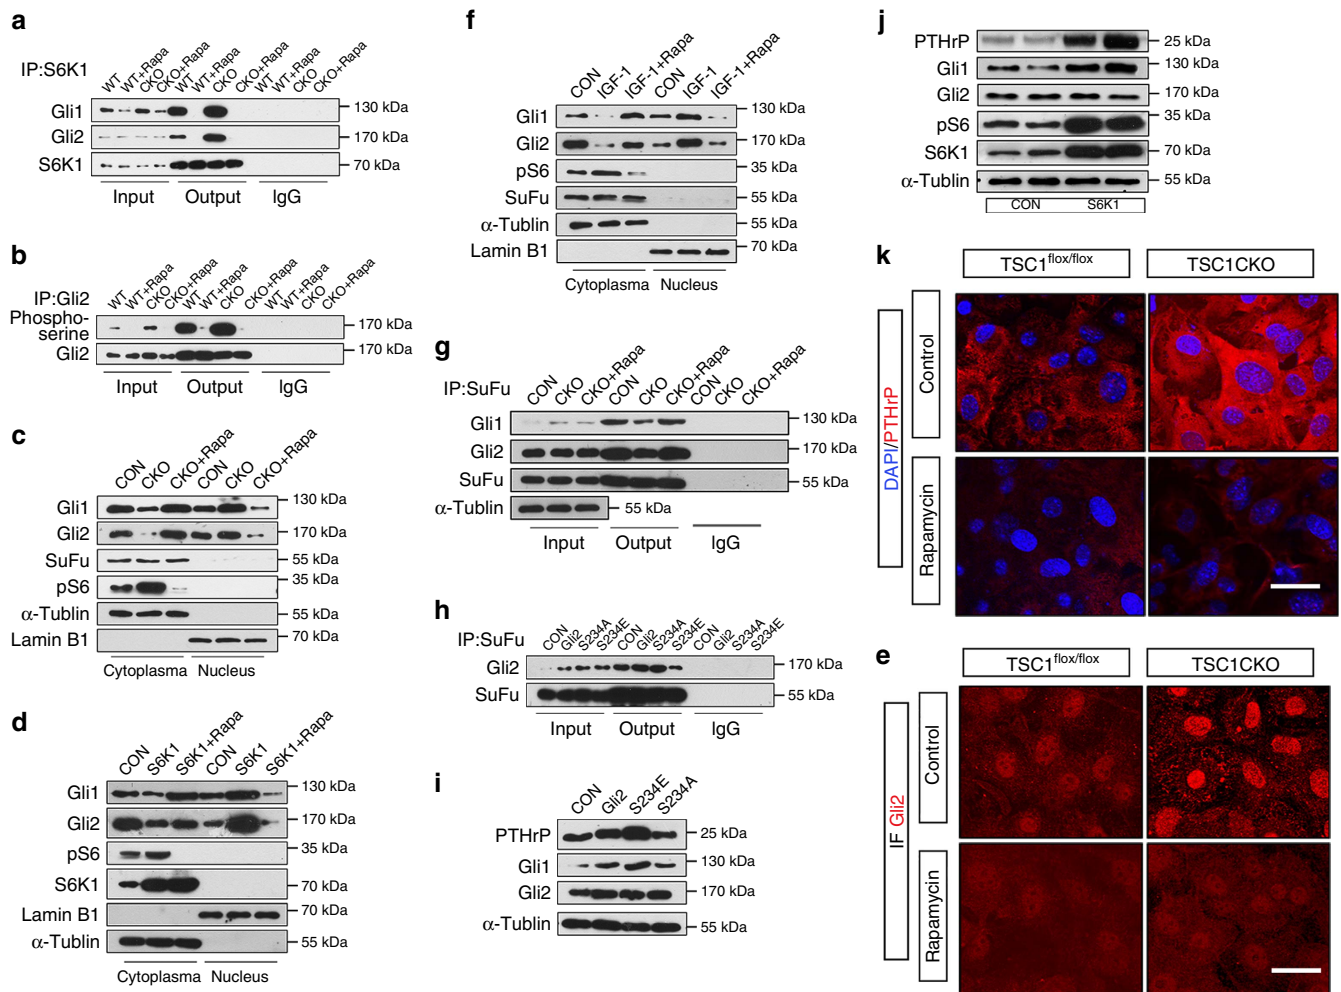 a
IP:S6K1
WT WT+Rapa CKO CKO+Rapa WT WT+Rapa CKO CKO+Rapa WT WT+Rapa CKO CKO+Rapa
Gli1 130 kDa
Gli2 170 kDa
S6K1 70 kDa
Input Output IgG
b
IP:Gli2
WT WT+Rapa CKO CKO+Rapa WT WT+Rapa CKO CKO+Rapa WT WT+Rapa CKO CKO+Rapa
Phospho-
serine 170 kDa
Gli2 170 kDa
Input Output IgG
c
CON CKO CKO+Rapa CON CKO CKO+Rapa
Gli1 130 kDa
Gli2 170 kDa
SuFu 55 kDa
pS6 35 kDa
α-Tublin 55 kDa
Lamin B1 70 kDa
Cytoplasma Nucleus
d
CON S6K1 S6K1+Rapa CON S6K1 S6K1+Rapa
Gli1 130 kDa
Gli2 170 kDa
pS6 35 kDa
S6K1 70 kDa
Lamin B1 70 kDa
α-Tublin 55 kDa
Cytoplasma Nucleus
f
CON IGF-1 IGF-1+Rapa CON IGF-1 IGF-1+Rapa
Gli1 130 kDa
Gli2 170 kDa
pS6 35 kDa
SuFu 55 kDa
α-Tublin 55 kDa
Lamin B1 70 kDa
Cytoplasma Nucleus
g
IP:SuFu
CON CKO CKO+Rapa CON CKO CKO+Rapa CON CKO CKO+Rapa
Gli1 130 kDa
Gli2 170 kDa
SuFu 55 kDa
α-Tublin 55 kDa
Input Output IgG
h
IP:SuFu
CON Gli2 S234A S234E CON Gli2 S234A S234E CON Gli2 S234A S234E
Gli2 170 kDa
SuFu 55 kDa
Input Output IgG
i
CON Gli2 S234E S234A
PTHrP 25 kDa
Gli1 130 kDa
Gli2 170 kDa
α-Tublin 55 kDa
j
PTHrP 25 kDa
Gli1 130 kDa
Gli2 170 kDa
pS6 35 kDa
S6K1 70 kDa
α-Tublin 55 kDa
CON S6K1
k
TSC1flox/flox TSC1CKO
DAPI/PTHrP
Control
Rapamycin
e
TSC1flox/flox TSC1CKO
IF Gli2
Control
Rapamycin